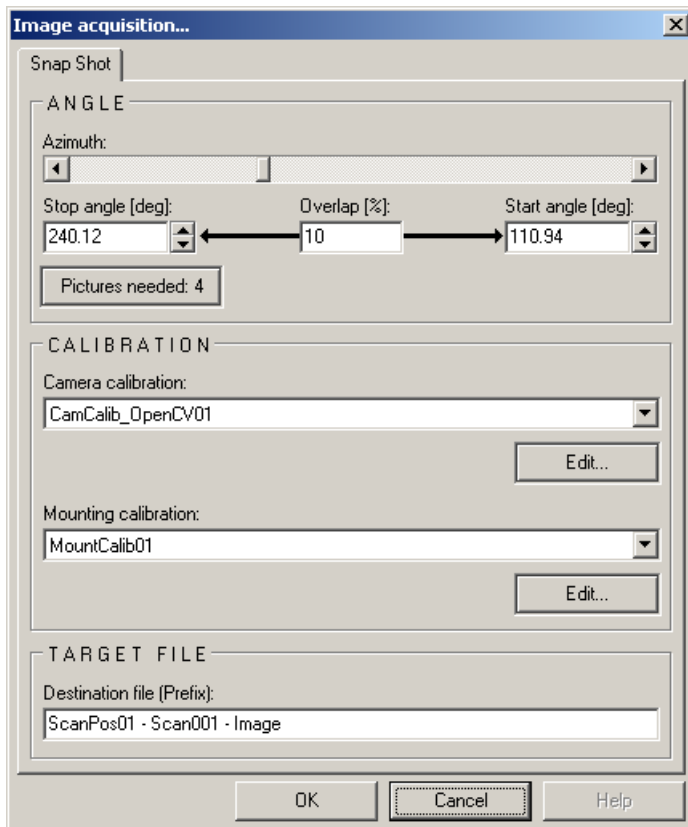 Image acquisition...
Snap Shot
ANGLE
Azimuth:
Stop angle [deg]: Overlap [%]: Start angle [deg]:
240.12 10 110.94
Pictures needed: 4
CALIBRATION
Camera calibration:
CamCalib_OpenCV01
Edit...
Mounting calibration:
MountCalib01
Edit...
TARGET FILE
Destination file (Prefix):
ScanPos01 - Scan001 - Image
OK Cancel Help